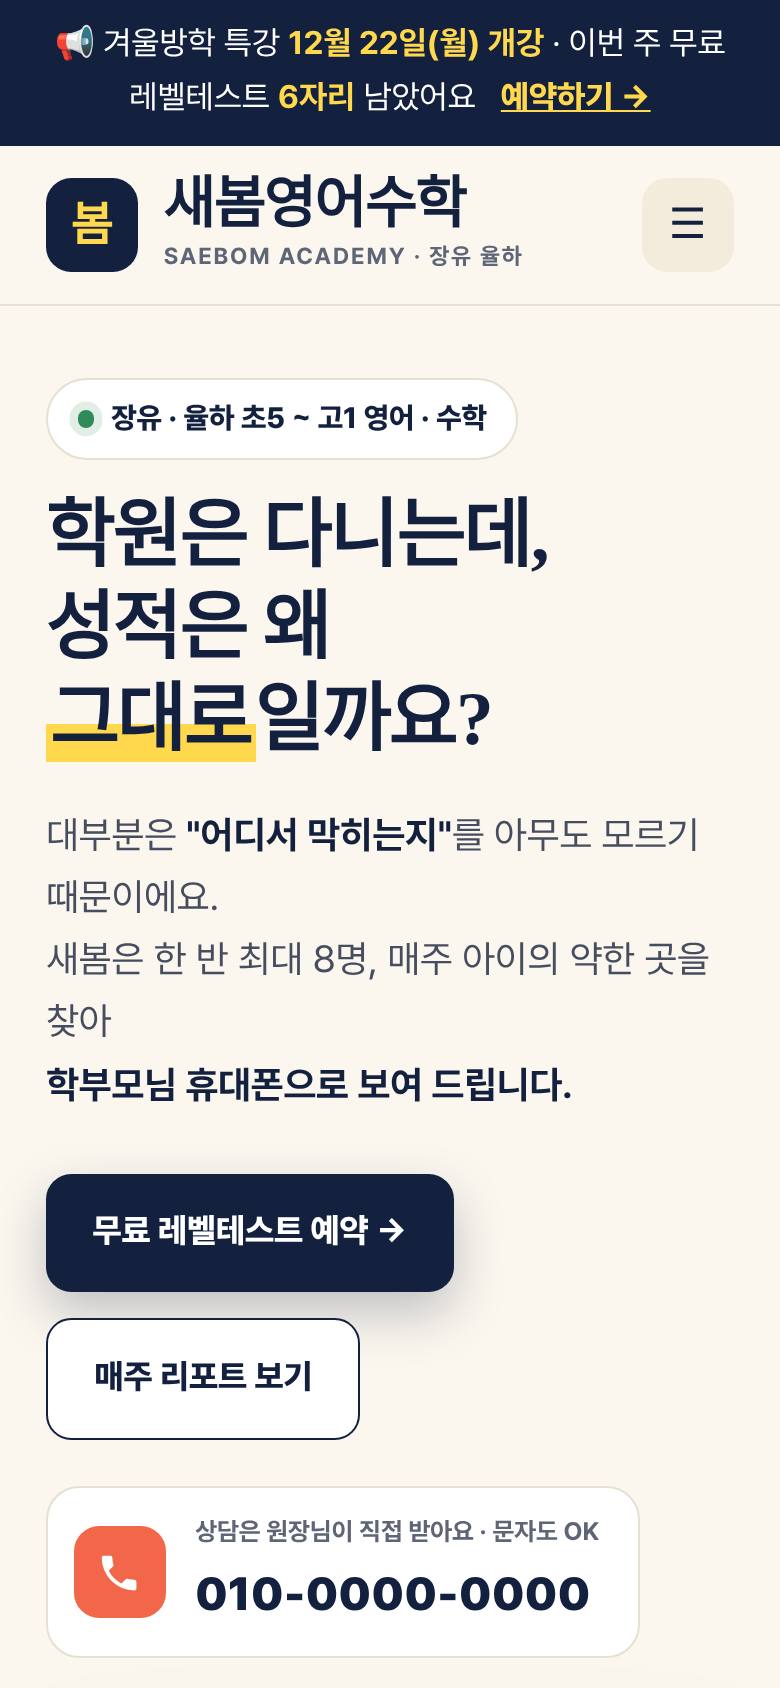 📢 겨울방학 특강 12월 22일(월) 개강 · 이번 주 무료
레벨테스트 6자리 남았어요 예약하기 →
봄
새봄영어수학
SAEBOM ACADEMY · 장유 율하
☰
장유 · 율하 초5 ~ 고1 영어 · 수학
학원은 다니는데,
성적은 왜
그대로일까요?
대부분은 "어디서 막히는지"를 아무도 모르기
때문이에요.
새봄은 한 반 최대 8명, 매주 아이의 약한 곳을
찾아
학부모님 휴대폰으로 보여 드립니다.
무료 레벨테스트 예약 →
매주 리포트 보기
상담은 원장님이 직접 받아요 · 문자도 OK
010-0000-0000